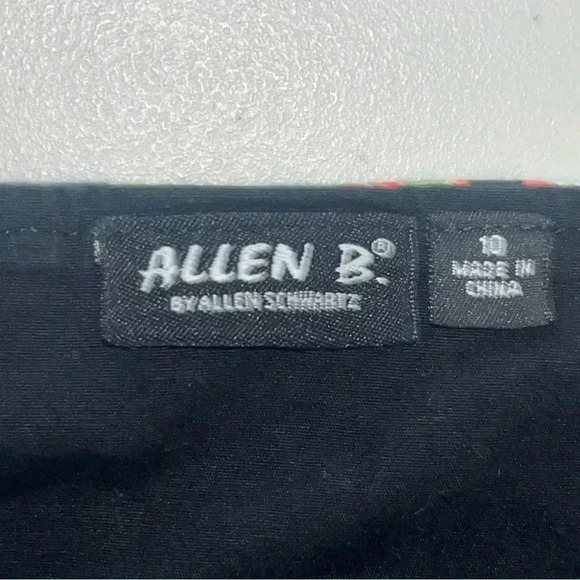 ALLEN B.®
BY ALLEN SCHWARTZ
10
MADE IN
CHINA